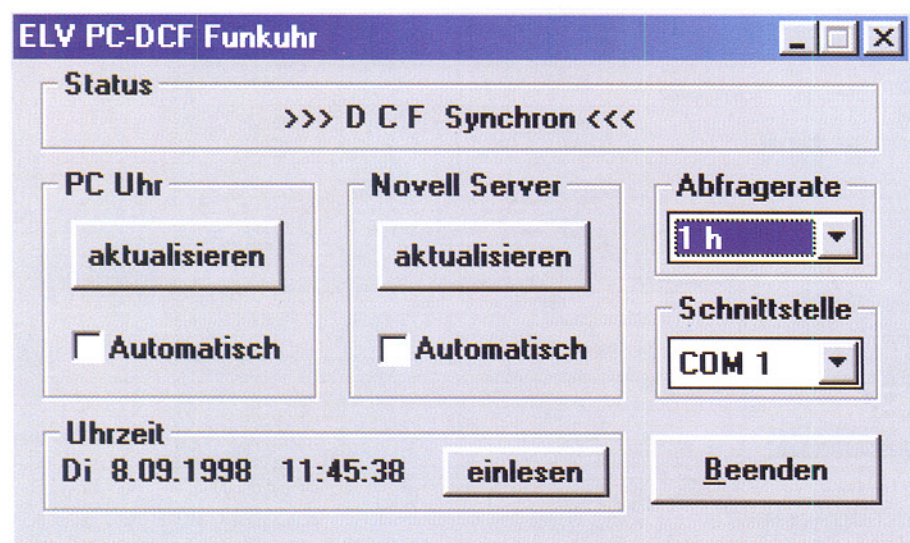 ELV PC-DCF Funkuhr
Status
>>> D C F Synchron <<<
PC Uhr
aktualisieren
Automatisch
Novell Server
aktualisieren
Automatisch
Abfragerate
1 h
Schnittstelle
COM 1
Uhrzeit
Di 8.09.1998 11:45:38
einlesen
Beenden